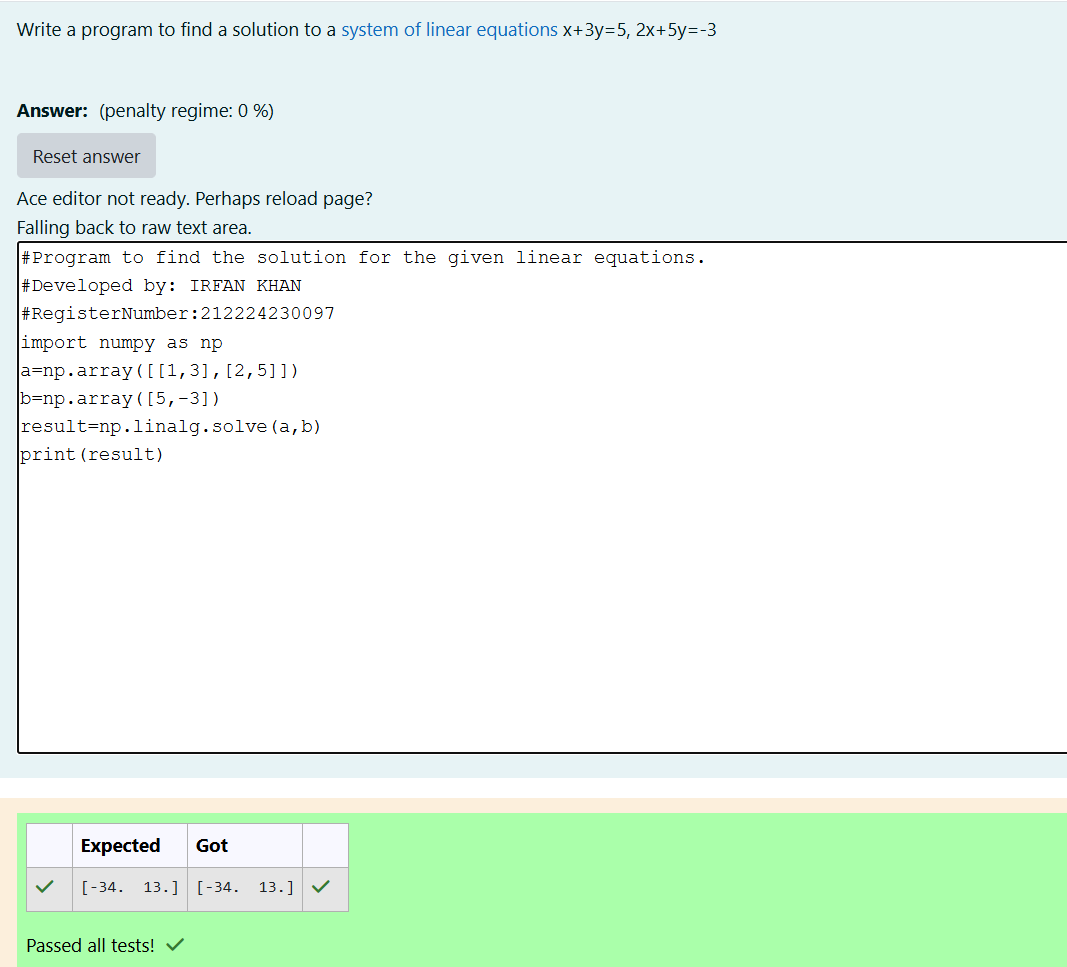 Write a program to find a solution to a system of linear equations x+3y=5, 2x+5y=-3
Answer: (penalty regime: 0 %)
Reset answer
Ace editor not ready. Perhaps reload page?
Falling back to raw text area.
#Program to find the solution for the given linear equations.
#Developed by: IRFAN KHAN
#RegisterNumber:212224230097
import numpy as np
a=np.array([[1,3],[2,5]])
b=np.array([5,-3])
result=np.linalg.solve(a,b)
print(result)
Expected Got
[-34.  13.] [-34.  13.]
Passed all tests!